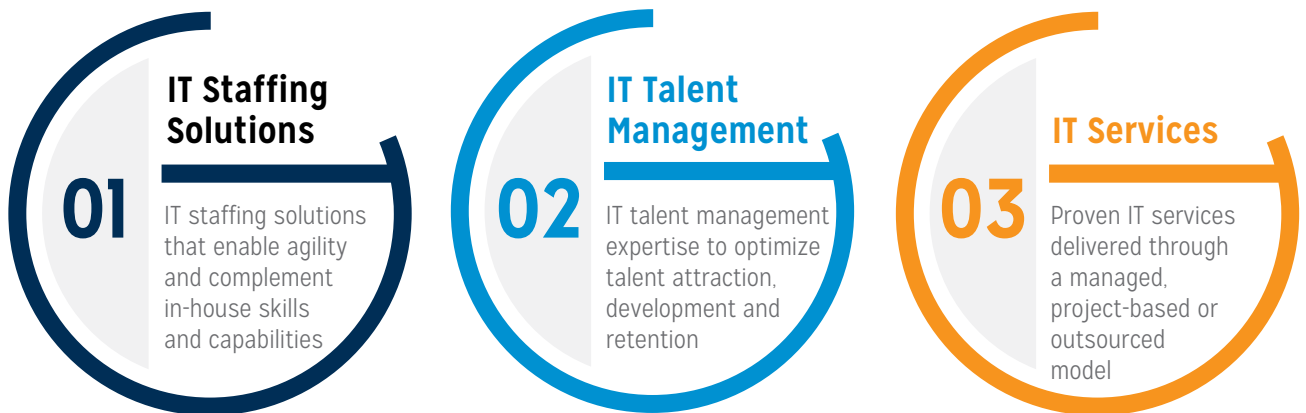 01
IT Staffing
Solutions
IT staffing solutions
that enable agility
and complement
in-house skills
and capabilities
02
IT Talent
Management
IT talent management
expertise to optimize
talent attraction,
development and
retention
03
IT Services
Proven IT services
delivered through
a managed,
project-based or
outsourced
model